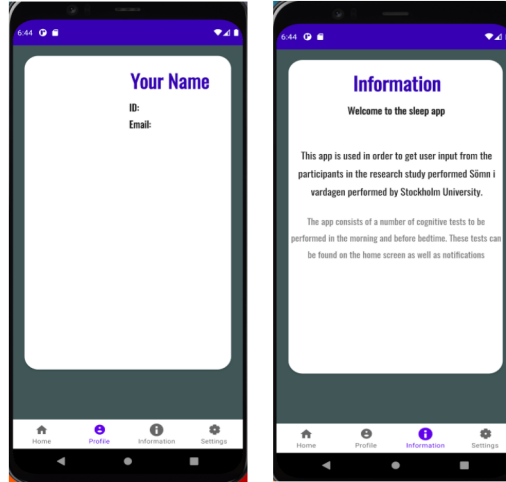 6:44
Your Name
ID:
Email:
Home Profile Information Settings
6:44
Information
Welcome to the sleep app
This app is used in order to get user input from the
participants in the research study performed Sömn i
vardagen performed by Stockholm University.
The app consists of a number of cognitive tests to be
performed in the morning and before bedtime. These tests can
be found on the home screen as well as notifications
Home Profile Information Settings